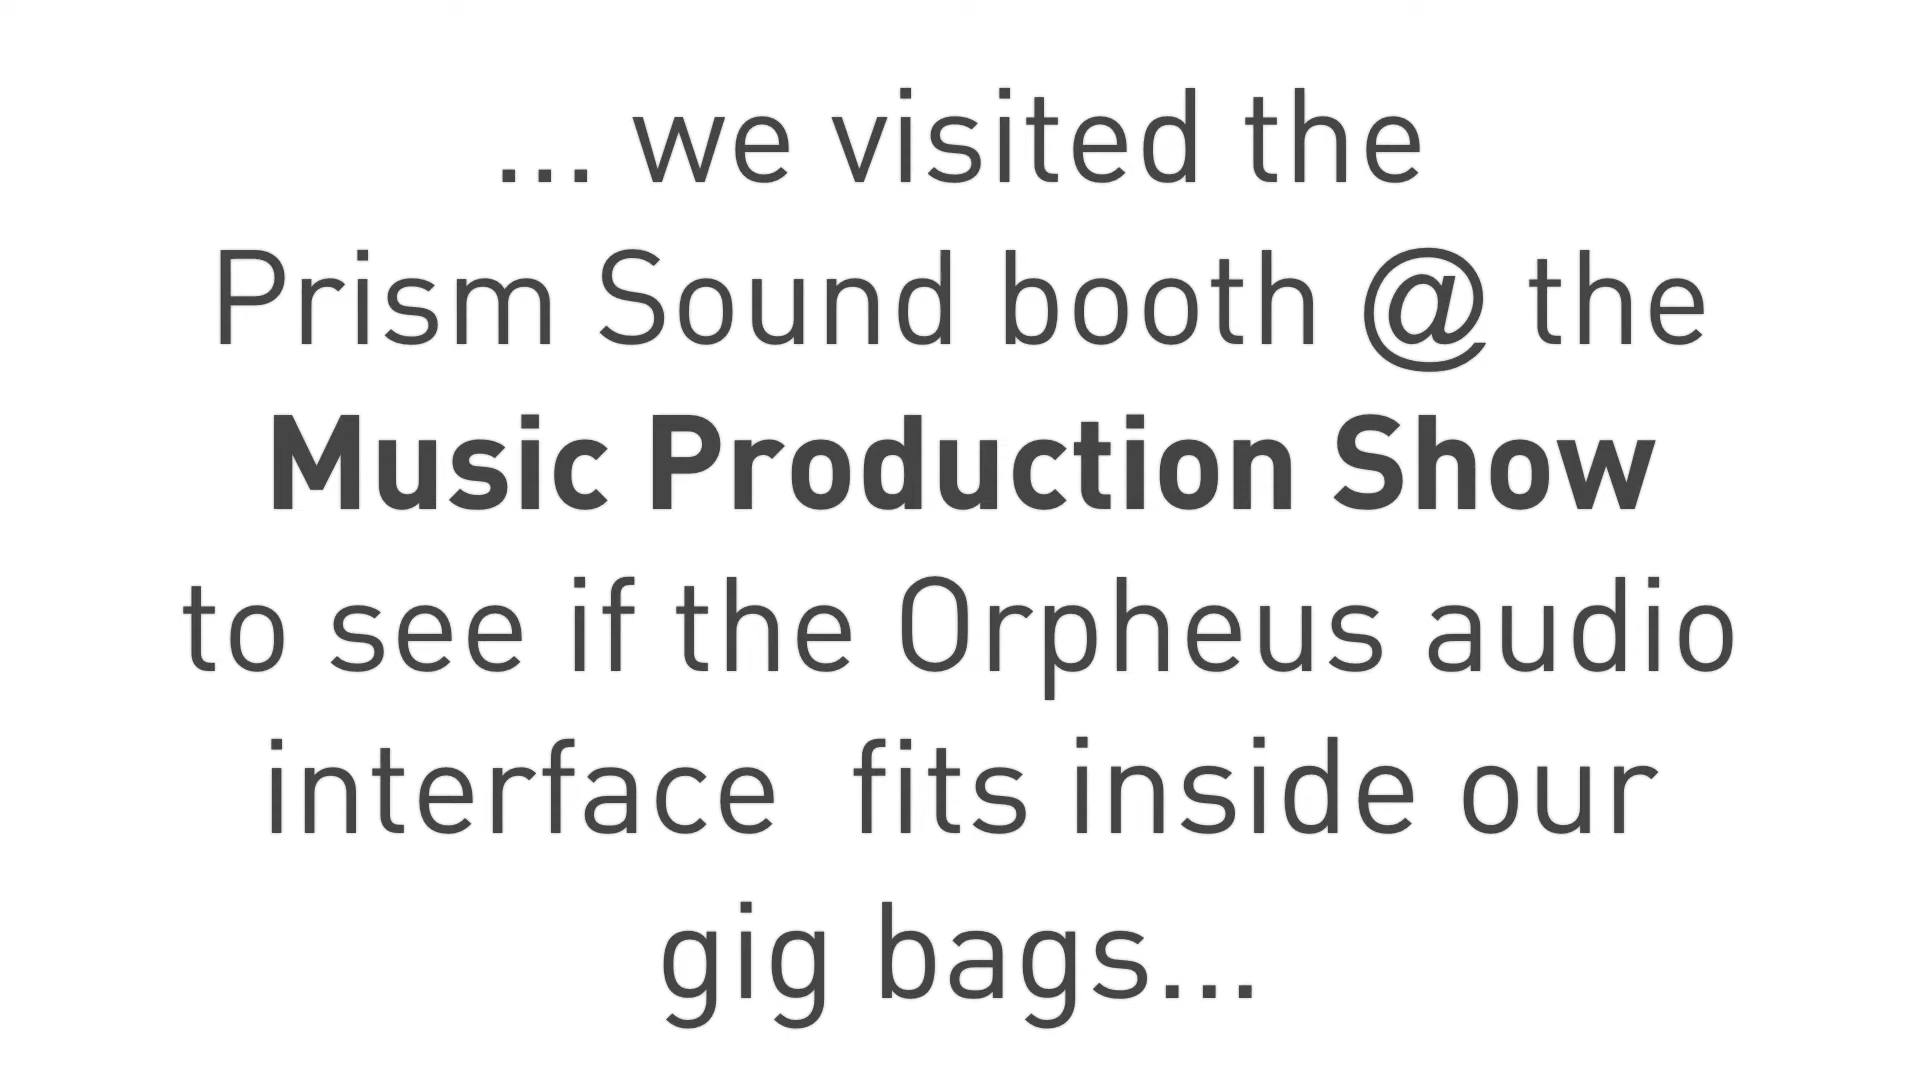 ... we visited the
Prism Sound booth @ the
Music Production Show
to see if the Orpheus audio
interface  fits inside our
gig bags...